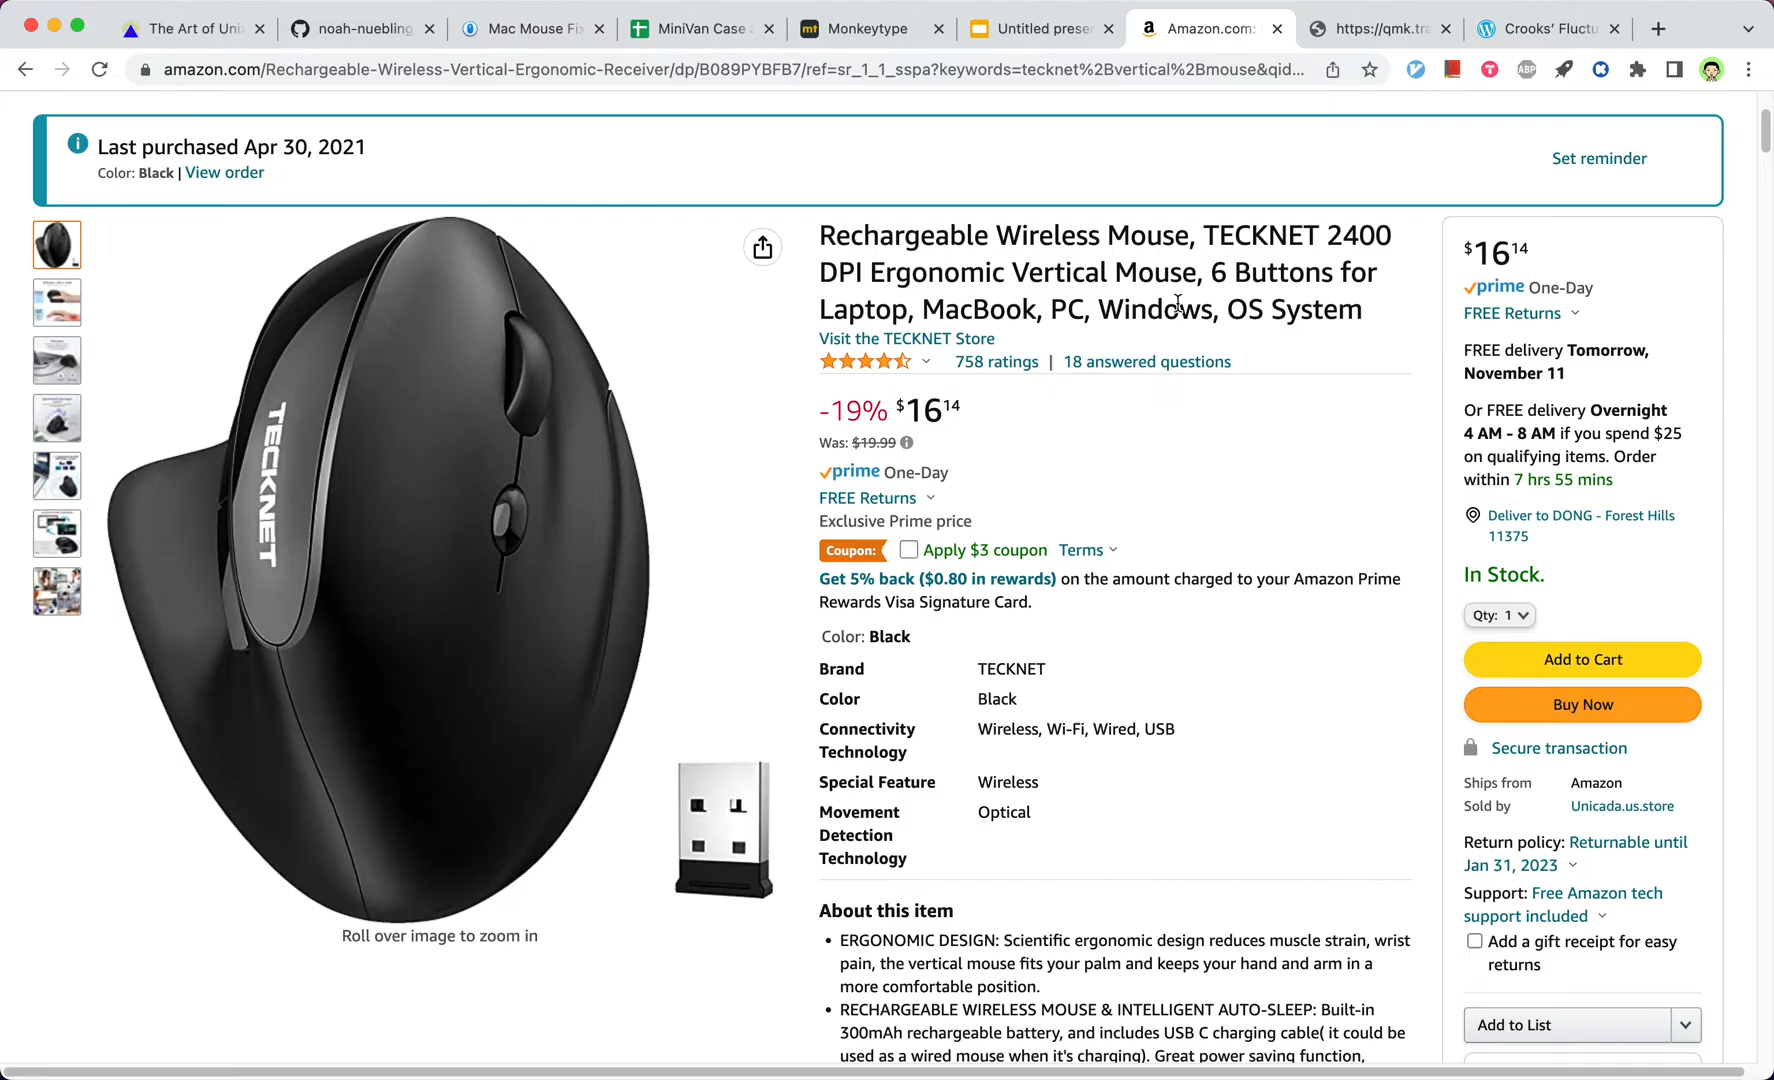 The Art of Unix
noah-nuebling
Mac Mouse Fix
MiniVan Case a
mt
Monkeytype
Untitled prese
Amazon.com:
https://qmk.tra
Crooks’ Fluctu
amazon.com/Rechargeable-Wireless-Vertical-Ergonomic-Receiver/dp/B089PYBFB7/ref=sr_1_1_sspa?keywords=tecknet%2Bvertical%2Bmouse&qid...
ABP
Last purchased Apr 30, 2021
Color: Black | View order
Set reminder
TECKNET
Roll over image to zoom in
Rechargeable Wireless Mouse, TECKNET 2400
DPI Ergonomic Vertical Mouse, 6 Buttons for
Laptop, MacBook, PC, Windows, OS System
Visit the TECKNET Store
758 ratings | 18 answered questions
-19% $16 14
Was: $19.99
prime One-Day
FREE Returns
Exclusive Prime price
Coupon: Apply $3 coupon Terms
Get 5% back ($0.80 in rewards) on the amount charged to your Amazon Prime
Rewards Visa Signature Card.
Color: Black
Brand TECKNET
Color Black
Connectivity Wireless, Wi-Fi, Wired, USB
Technology
Special Feature Wireless
Movement Optical
Detection
Technology
About this item
• ERGONOMIC DESIGN: Scientific ergonomic design reduces muscle strain, wrist
pain, the vertical mouse fits your palm and keeps your hand and arm in a
more comfortable position.
• RECHARGEABLE WIRELESS MOUSE & INTELLIGENT AUTO-SLEEP: Built-in
300mAh rechargeable battery, and includes USB C charging cable( it could be
used as a wired mouse when it's charging). Great power saving function,
$16 14
prime One-Day
FREE Returns
FREE delivery Tomorrow,
November 11
Or FREE delivery Overnight
4 AM - 8 AM if you spend $25
on qualifying items. Order
within 7 hrs 55 mins
Deliver to DONG - Forest Hills
11375
In Stock.
Qty: 1
Add to Cart
Buy Now
Secure transaction
Ships from Amazon
Sold by Unicada.us.store
Return policy: Returnable until
Jan 31, 2023
Support: Free Amazon tech
support included
Add a gift receipt for easy
returns
Add to List